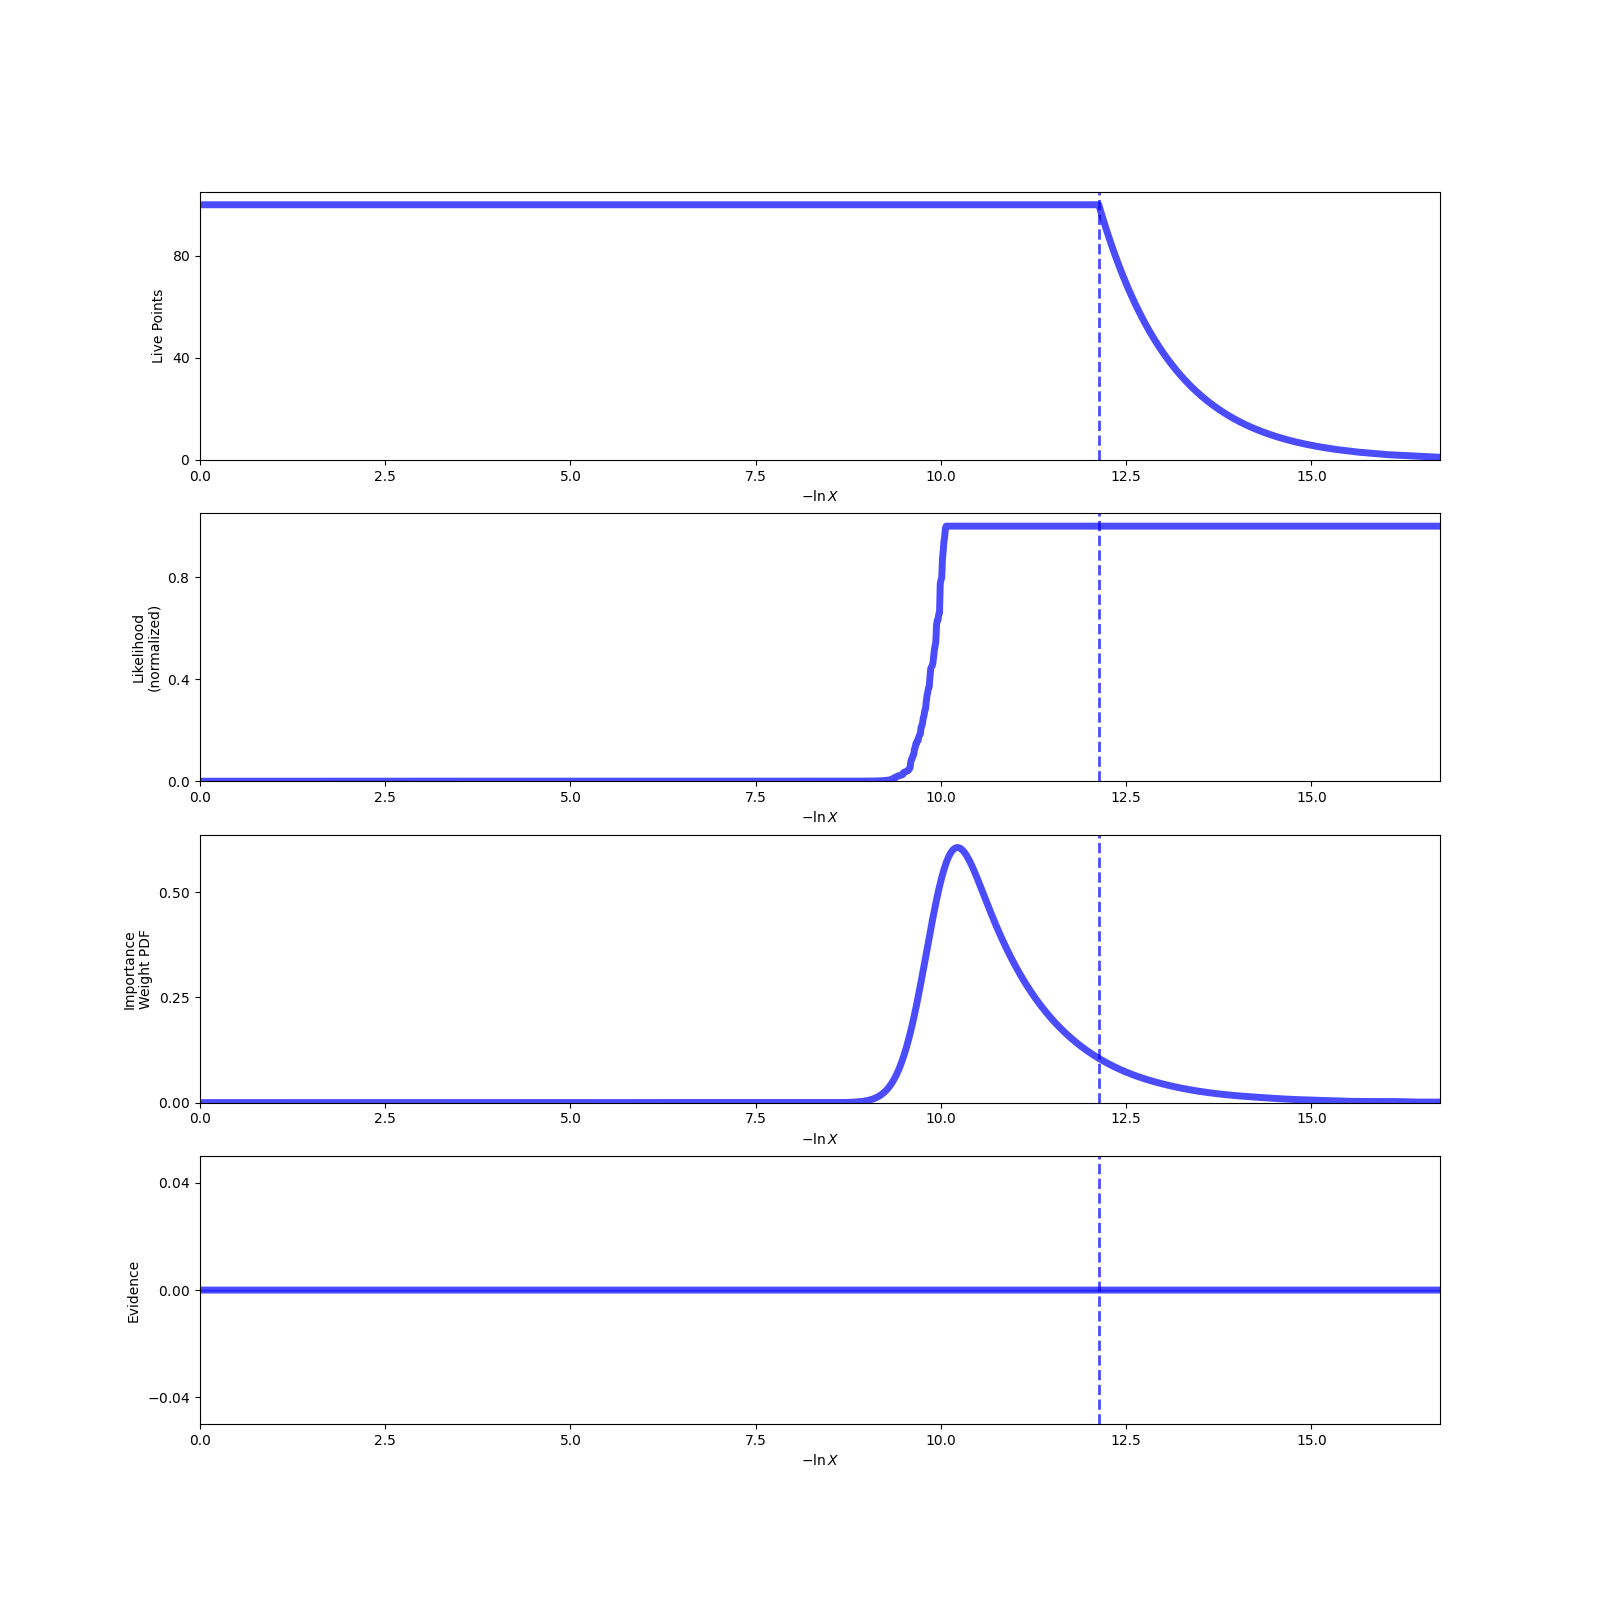 Live Points
80
40
0
0.0 2.5 5.0 7.5 10.0 12.5 15.0
−ln X
Likelihood
(normalized)
0.8
0.4
0.0
0.0 2.5 5.0 7.5 10.0 12.5 15.0
−ln X
Importance
Weight PDF
0.50
0.25
0.00
0.0 2.5 5.0 7.5 10.0 12.5 15.0
−ln X
Evidence
0.04
0.00
−0.04
0.0 2.5 5.0 7.5 10.0 12.5 15.0
−ln X